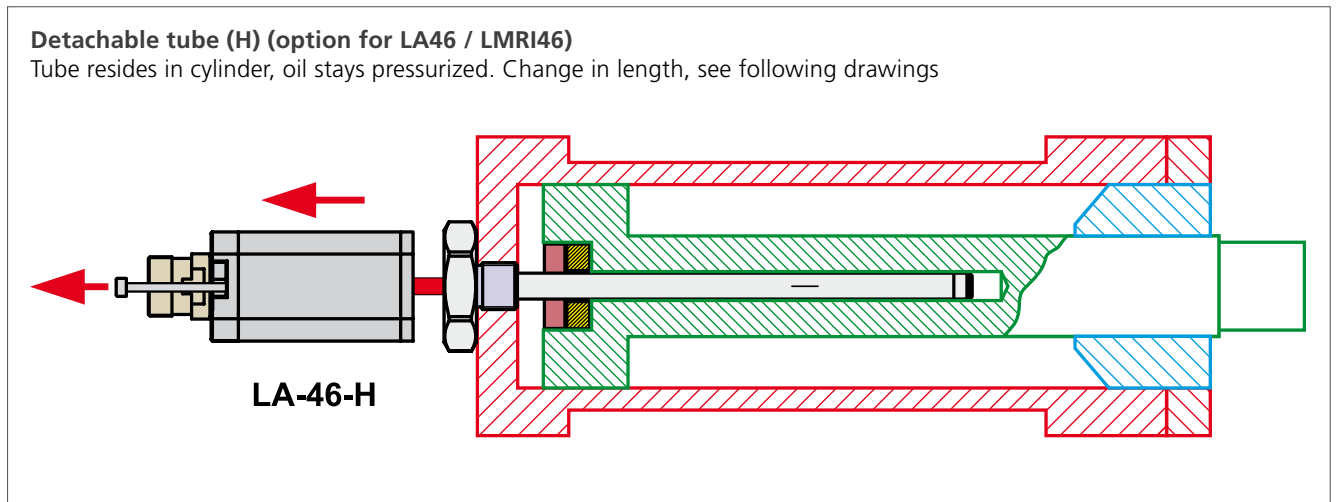 Detachable tube (H) (option for LA46 / LMRI46)
Tube resides in cylinder, oil stays pressurized. Change in length, see following drawings
LA-46-H